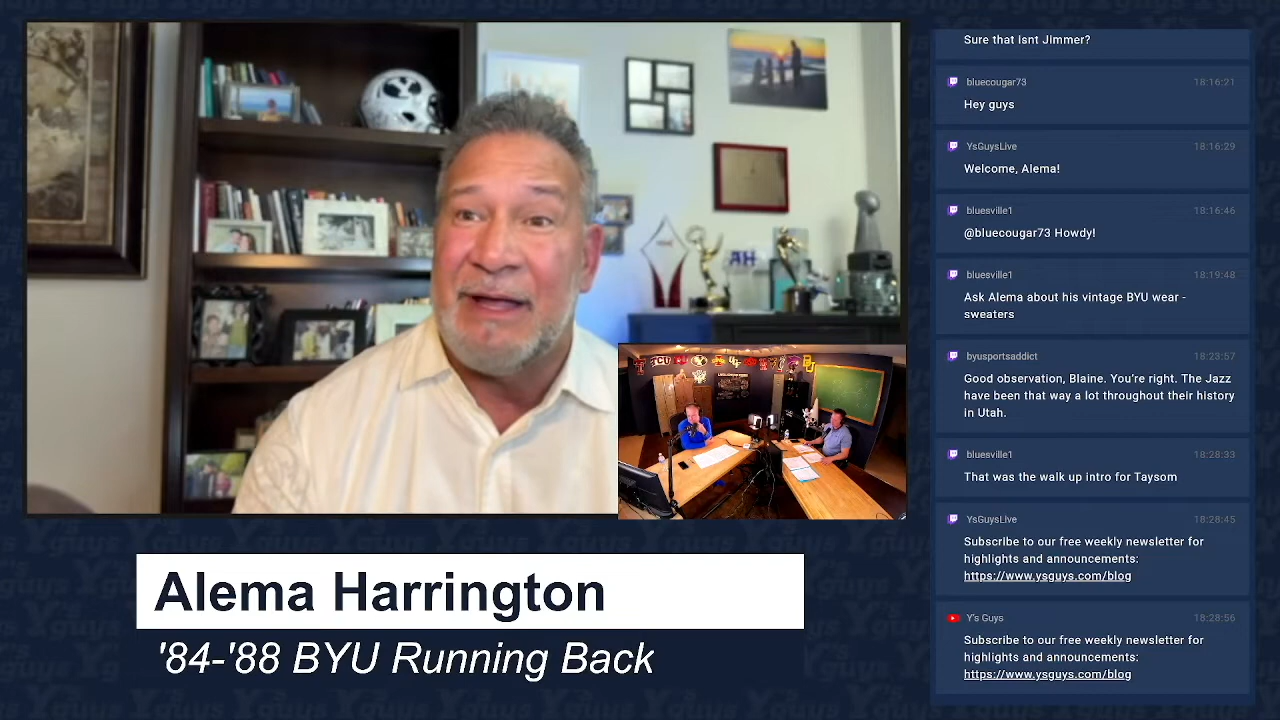 AH
TCU
Alema Harrington
'84-'88 BYU Running Back
Sure that isnt Jimmer?
bluecougar73 18:16:21
Hey guys
YsGuysLive 18:16:29
Welcome, Alema!
bluesville1 18:16:46
@bluecougar73 Howdy!
bluesville1 18:19:48
Ask Alema about his vintage BYU wear -
sweaters
byusportsaddict 18:23:57
Good observation, Blaine. You're right. The Jazz
have been that way a lot throughout their history
in Utah.
bluesville1 18:28:33
That was the walk up intro for Taysom
YsGuysLive 18:28:45
Subscribe to our free weekly newsletter for
highlights and announcements:
https://www.ysguys.com/blog
Y's Guys 18:28:56
Subscribe to our free weekly newsletter for
highlights and announcements:
https://www.ysguys.com/blog